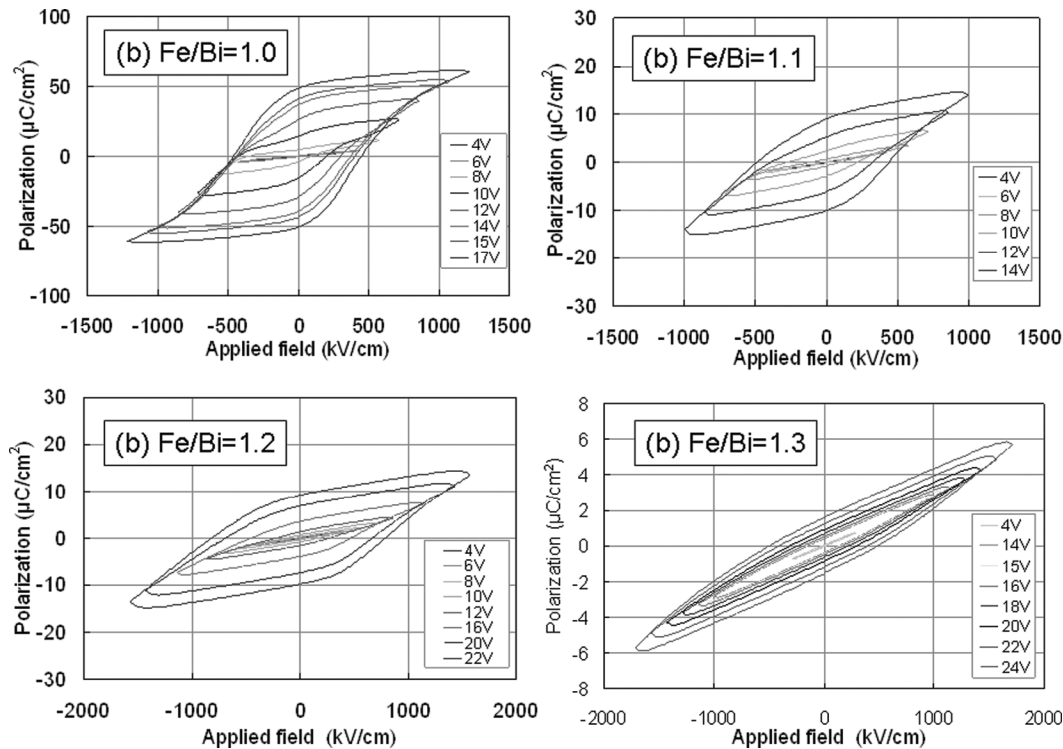 (b) Fe/Bi=1.0
Polarization (µC/cm²)
100
50
0
-50
-100
-1500 -1000 -500 0 500 1000 1500
Applied field (kV/cm)
4V
6V
8V
10V
12V
14V
15V
17V
(b) Fe/Bi=1.1
Polarization (µC/cm²)
30
20
10
0
-10
-20
-30
-1500 -1000 -500 0 500 1000 1500
Applied field (kV/cm)
4V
6V
8V
10V
12V
14V
(b) Fe/Bi=1.2
Polarization (µC/cm²)
30
20
10
0
-10
-20
-30
-2000 -1000 0 1000 2000
Applied field (kV/cm)
4V
6V
8V
10V
12V
16V
20V
22V
(b) Fe/Bi=1.3
Polarization (µC/cm²)
8
6
4
2
0
-2
-4
-6
-8
-2000 -1000 0 1000 2000
Applied field (kV/cm)
4V
14V
15V
16V
18V
20V
22V
24V